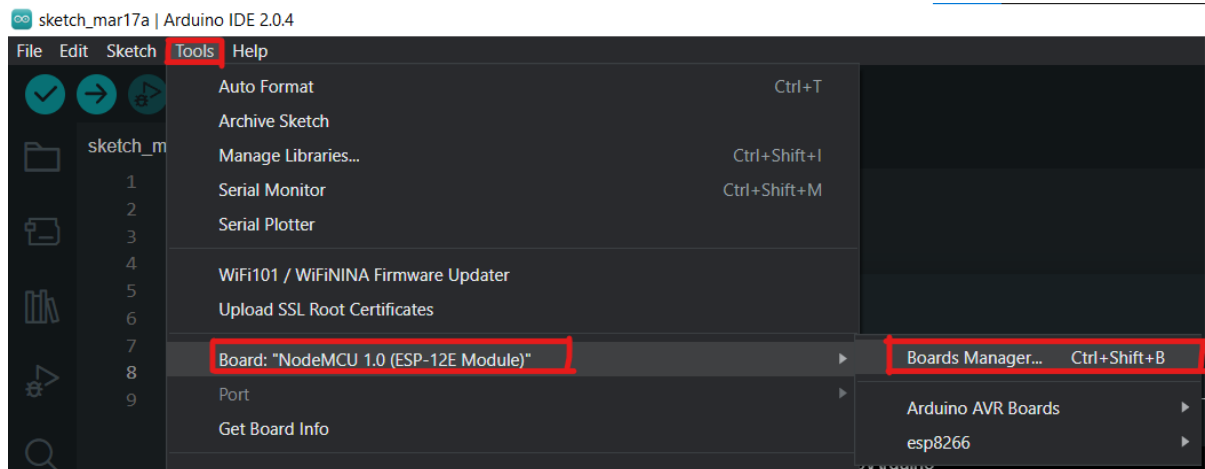 sketch_mar17a | Arduino IDE 2.0.4
File Edit Sketch Tools Help
Auto Format Ctrl+T
Archive Sketch
sketch_m
Manage Libraries... Ctrl+Shift+I
1
Serial Monitor Ctrl+Shift+M
2
Serial Plotter
3
4
WiFi101 / WiFiNINA Firmware Updater
5
Upload SSL Root Certificates
6
7
Board: "NodeMCU 1.0 (ESP-12E Module)"
Boards Manager... Ctrl+Shift+B
8
Port
9
Arduino AVR Boards
Get Board Info
esp8266